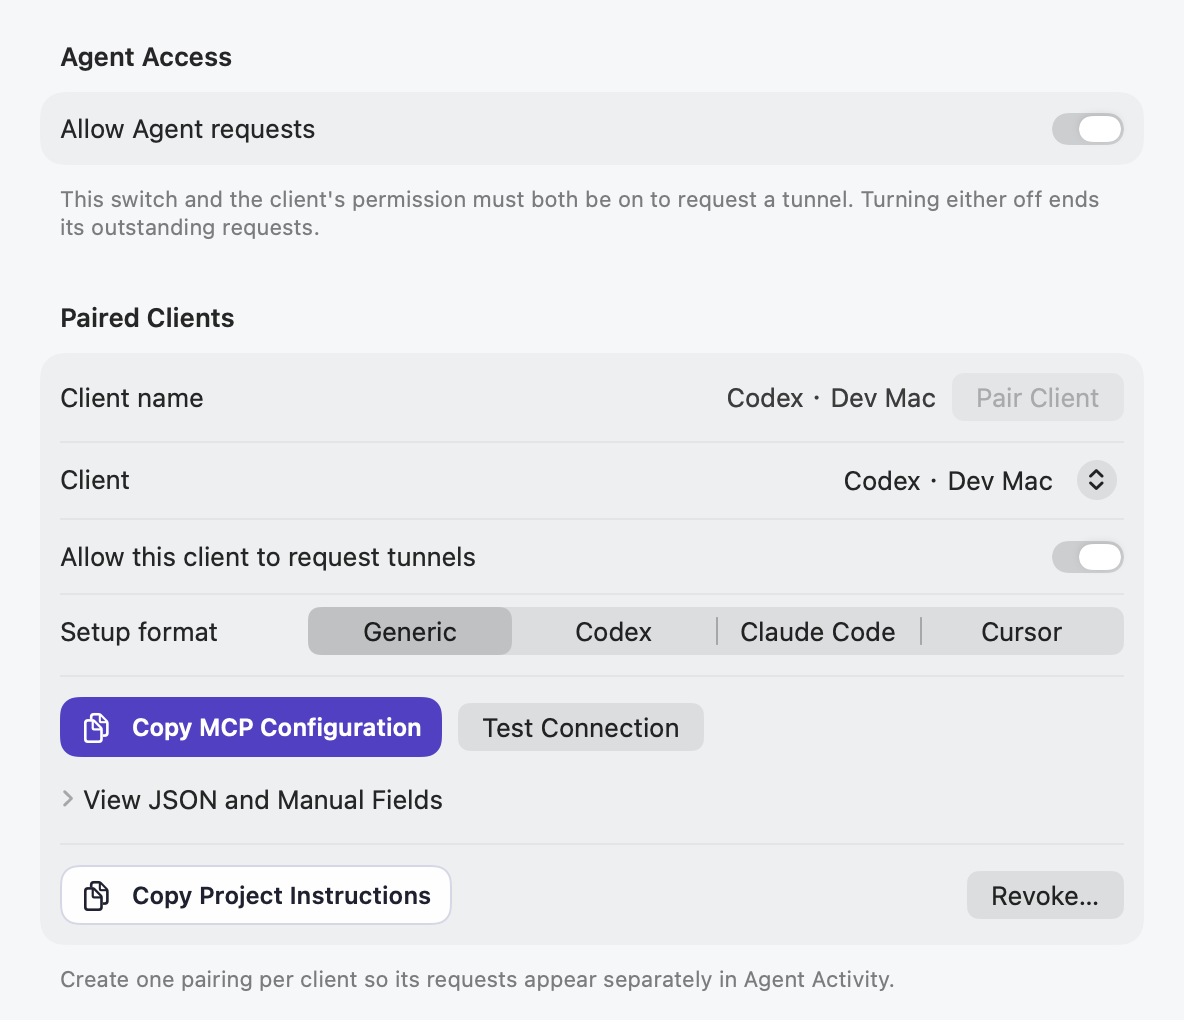 Agent Access
Allow Agent requests
This switch and the client's permission must both be on to request a tunnel. Turning either off ends
its outstanding requests.
Paired Clients
Client name Codex · Dev Mac Pair Client
Client Codex · Dev Mac
Allow this client to request tunnels
Setup format Generic Codex Claude Code Cursor
Copy MCP Configuration Test Connection
View JSON and Manual Fields
Copy Project Instructions Revoke...
Create one pairing per client so its requests appear separately in Agent Activity.